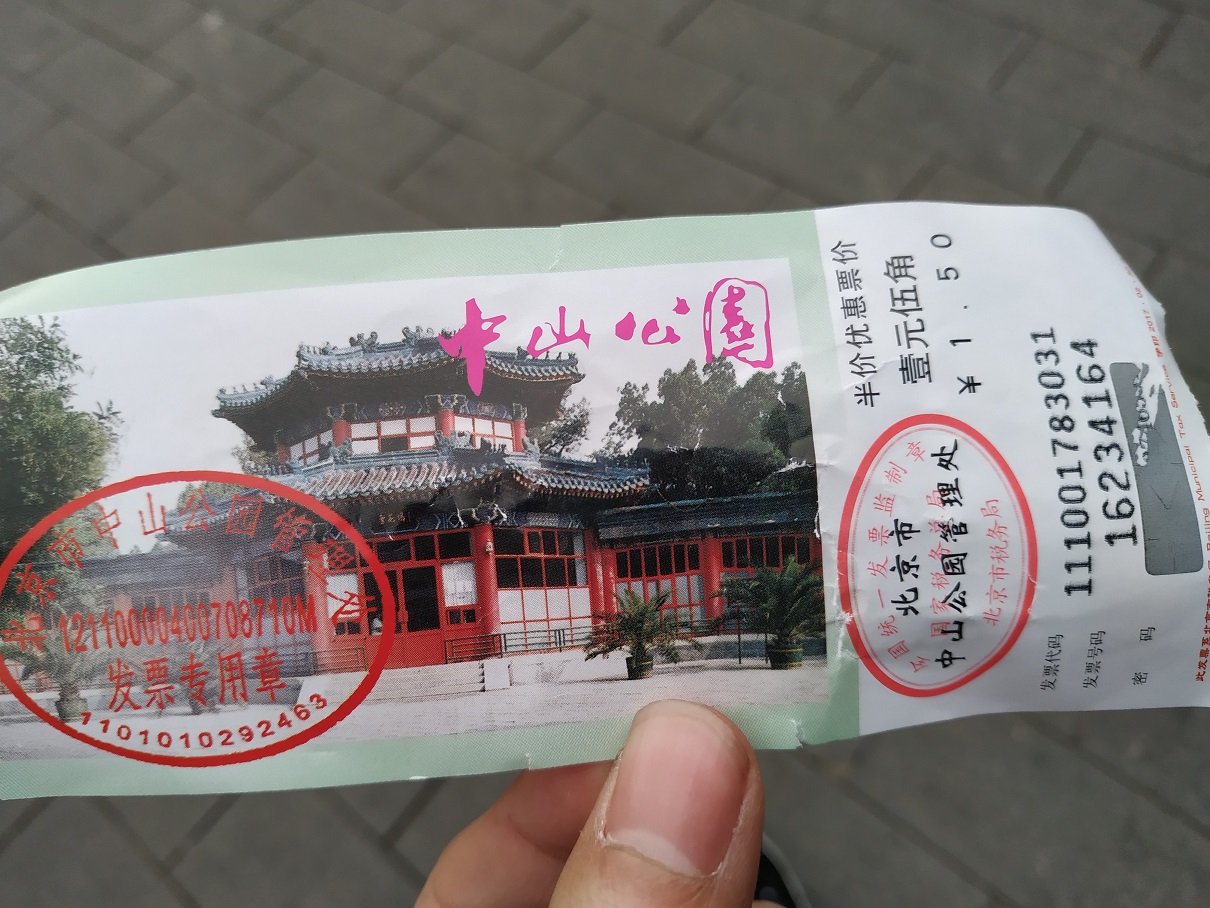 中山公園
北京市中山公园管理处
12110000400708710M
发票专用章
1101010292463
半价优惠票价
壹元伍角
¥ 1.50
全国统一发票监制章
北京市
国家税务总局
中山公园管理处
北京市税务局
发票代码 111001783031
发票号码 16234164
密 码